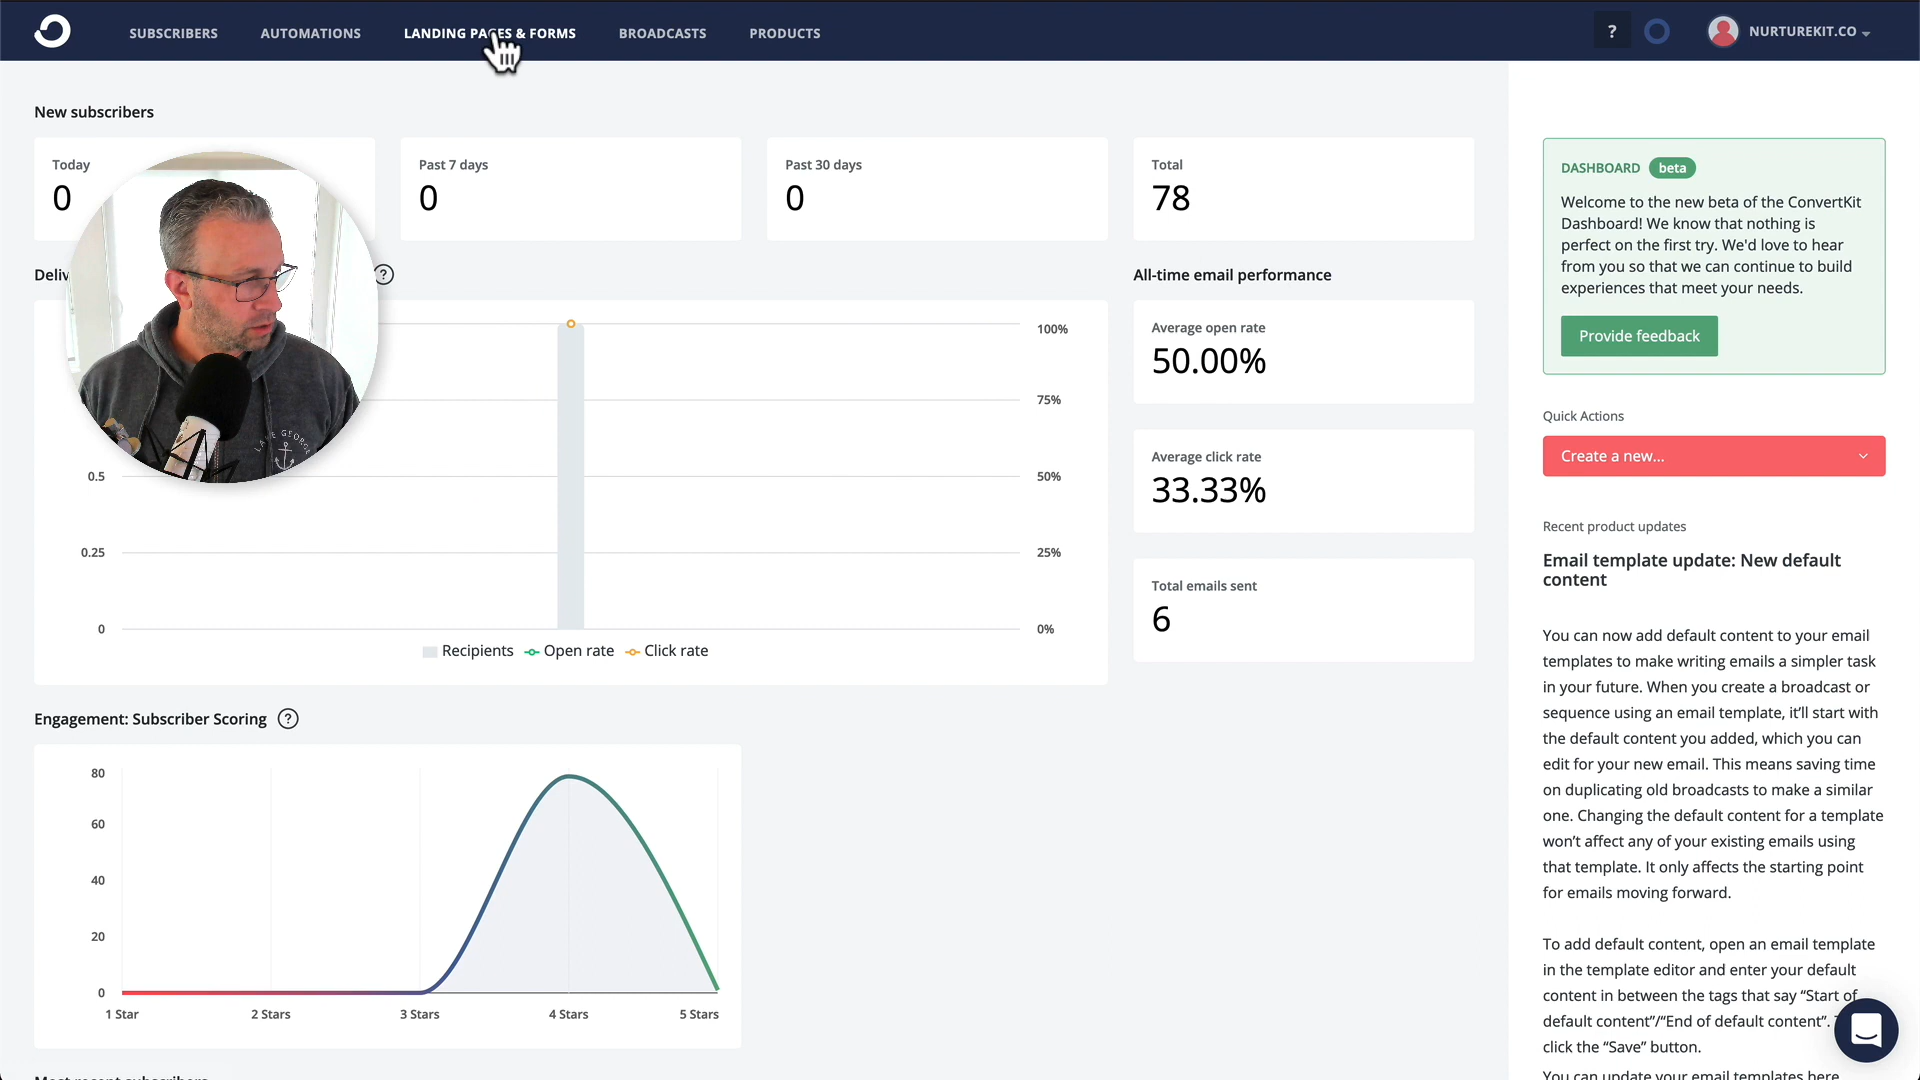 SUBSCRIBERS
AUTOMATIONS
LANDING PAGES & FORMS
BROADCASTS
PRODUCTS
?
NURTUREKIT.CO
New subscribers
Today
0
Past 7 days
0
Past 30 days
0
Total
78
?
All-time email performance
100%
75%
50%
25%
0%
0.5
0.25
0
Recipients
Open rate
Click rate
Average open rate
50.00%
Average click rate
33.33%
Total emails sent
6
LAKE GEORGE
Engagement: Subscriber Scoring ?
80
60
40
20
0
1 Star
2 Stars
3 Stars
4 Stars
5 Stars
DASHBOARD beta
Welcome to the new beta of the ConvertKit
Dashboard! We know that nothing is
perfect on the first try. We'd love to hear
from you so that we can continue to build
experiences that meet your needs.
Provide feedback
Quick Actions
Create a new...
Recent product updates
Email template update: New default
content
You can now add default content to your email
templates to make writing emails a simpler task
in your future. When you create a broadcast or
sequence using an email template, it’ll start with
the default content you added, which you can
edit for your new email. This means saving time
on duplicating old broadcasts to make a similar
one. Changing the default content for a template
won’t affect any of your existing emails using
that template. It only affects the starting point
for emails moving forward.
To add default content, open an email template
in the template editor and enter your default
content in between the tags that say “Start of
default content”/“End of default content”.
click the “Save” button.
You can update your email templates here
Most recent subscribers